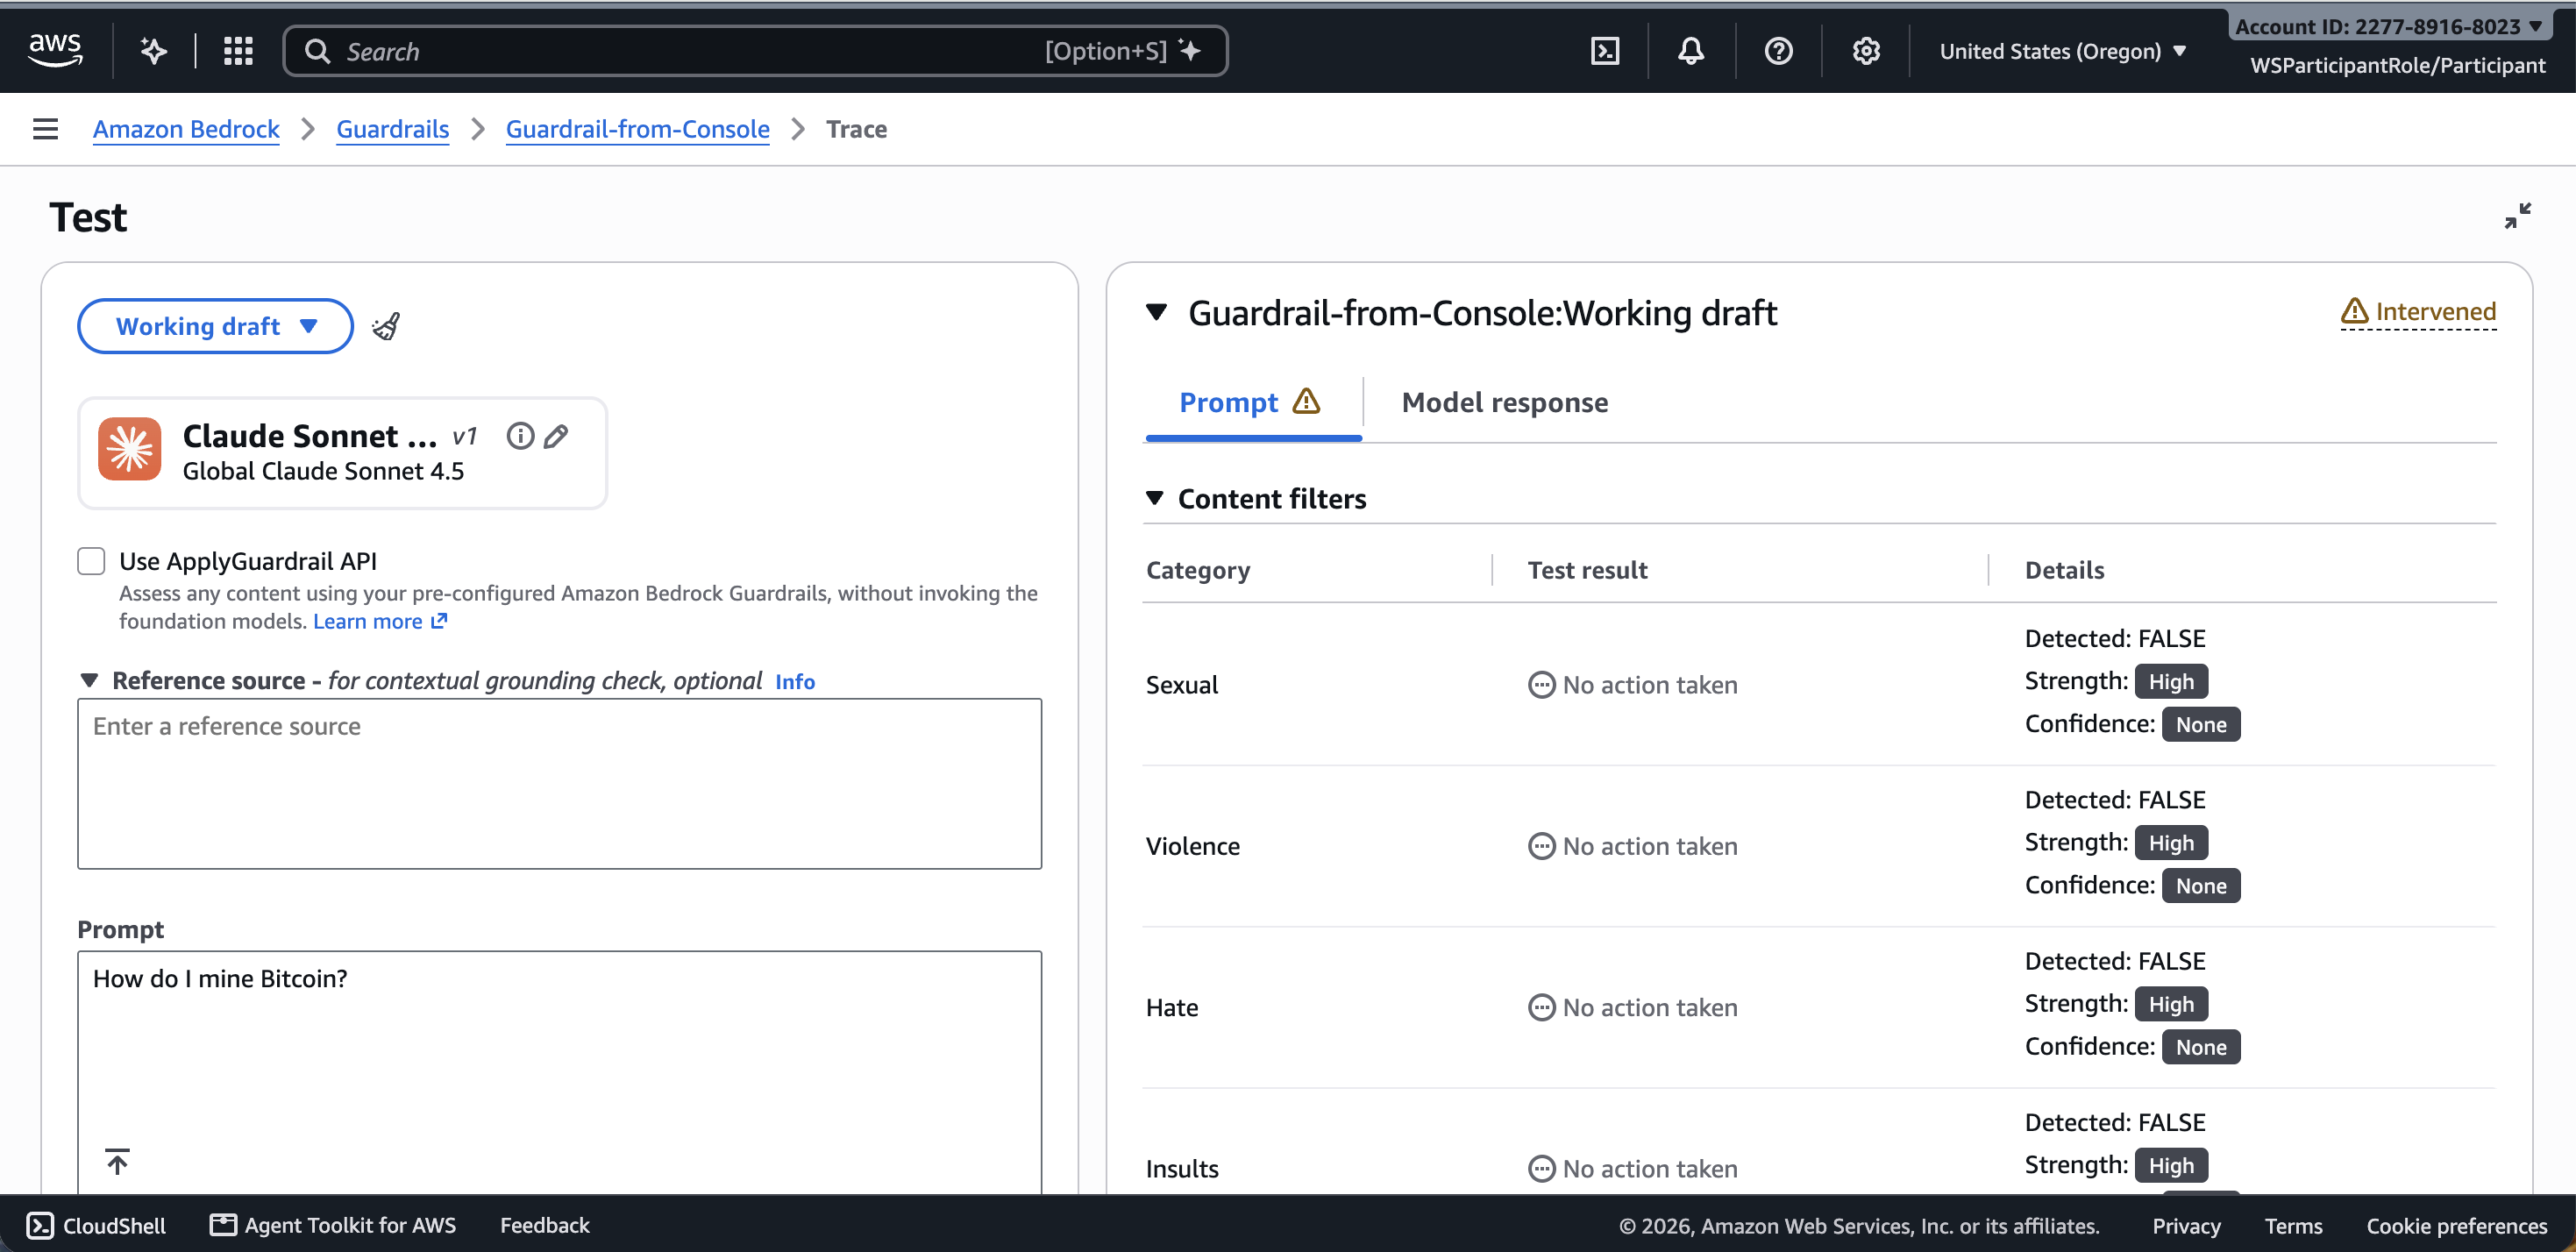 aws
Search
[Option+S]
United States (Oregon)
Account ID: 2277-8916-8023
WSParticipantRole/Participant
Amazon Bedrock
Guardrails
Guardrail-from-Console
Trace
Test
Working draft
Claude Sonnet ... v1
Global Claude Sonnet 4.5
Use ApplyGuardrail API
Assess any content using your pre-configured Amazon Bedrock Guardrails, without invoking the
foundation models. Learn more
Reference source - for contextual grounding check, optional Info
Enter a reference source
Prompt
How do I mine Bitcoin?
Guardrail-from-Console:Working draft
Intervened
Prompt
Model response
Content filters
Category Test result Details
Sexual
No action taken
Detected: FALSE
Strength: High
Confidence: None
Violence
No action taken
Detected: FALSE
Strength: High
Confidence: None
Hate
No action taken
Detected: FALSE
Strength: High
Confidence: None
Insults
No action taken
Detected: FALSE
Strength: High
CloudShell
Agent Toolkit for AWS
Feedback
© 2026, Amazon Web Services, Inc. or its affiliates.
Privacy
Terms
Cookie preferences